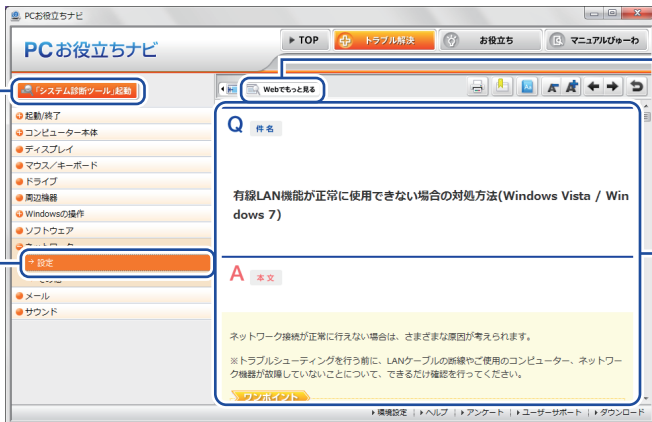 PCお役立ちナビ
PCお役立ちナビ
TOP
トラブル解決
お役立ち
マニュアルびゅーわ
「システム診断ツール」起動
Webでもっと見る
起動/終了
コンピューター本体
ディスプレイ
マウス/キーボード
ドライブ
周辺機器
Windowsの操作
ソフトウェア
設定
メール
サウンド
Q 件名
有線LAN機能が正常に使用できない場合の対処方法(Windows Vista / Win
dows 7)
A 本文
ネットワーク接続が正常に行えない場合は、さまざまな原因が考えられます。
※トラブルシューティングを行う前に、LANケーブルの断線やご使用のコンピューター、ネットワー
ク機器が故障していないことについて、できるだけ確認を行ってください。
ワンポイント
環境設定 | ヘルプ | アンケート | ユーザーサポート | ダウンロード